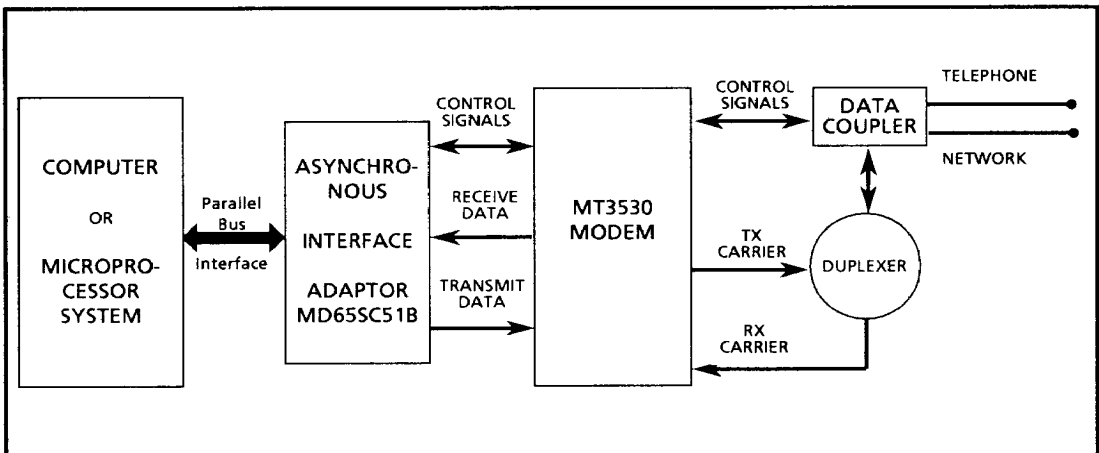 COMPUTER
OR
MICROPRO-
CESSOR
SYSTEM
Parallel
Bus
Interface
ASYNCHRO-
NOUS
INTERFACE
ADAPTOR
MD65SC51B
CONTROL
SIGNALS
RECEIVE
DATA
TRANSMIT
DATA
MT3530
MODEM
CONTROL
SIGNALS
TX
CARRIER
RX
CARRIER
DATA
COUPLER
DUPLEXER
TELEPHONE
NETWORK